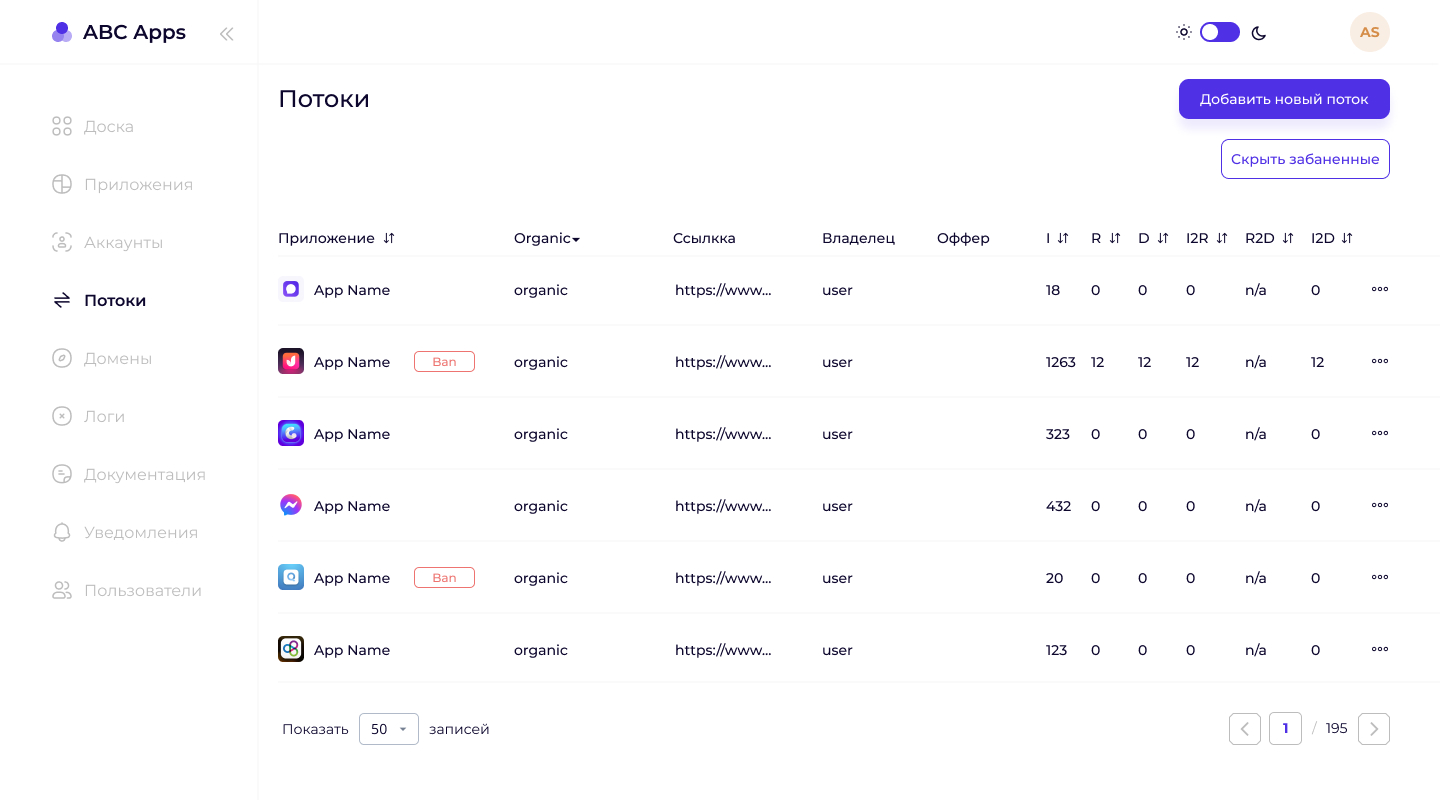 ABC Apps
AS
Доска
Приложения
Аккаунты
Потоки
Домены
Логи
Документация
Уведомления
Пользователи
Потоки
Добавить новый поток
Скрыть забаненные
Приложение Organic Ссылкка Владелец Оффер I R D I2R R2D I2D
App Name organic https://www... user 18 0 0 0 n/a 0
App Name Ban organic https://www... user 1263 12 12 12 n/a 12
App Name organic https://www... user 323 0 0 0 n/a 0
App Name organic https://www... user 432 0 0 0 n/a 0
App Name Ban organic https://www... user 20 0 0 0 n/a 0
App Name organic https://www... user 123 0 0 0 n/a 0
Показать 50 записей
1 / 195